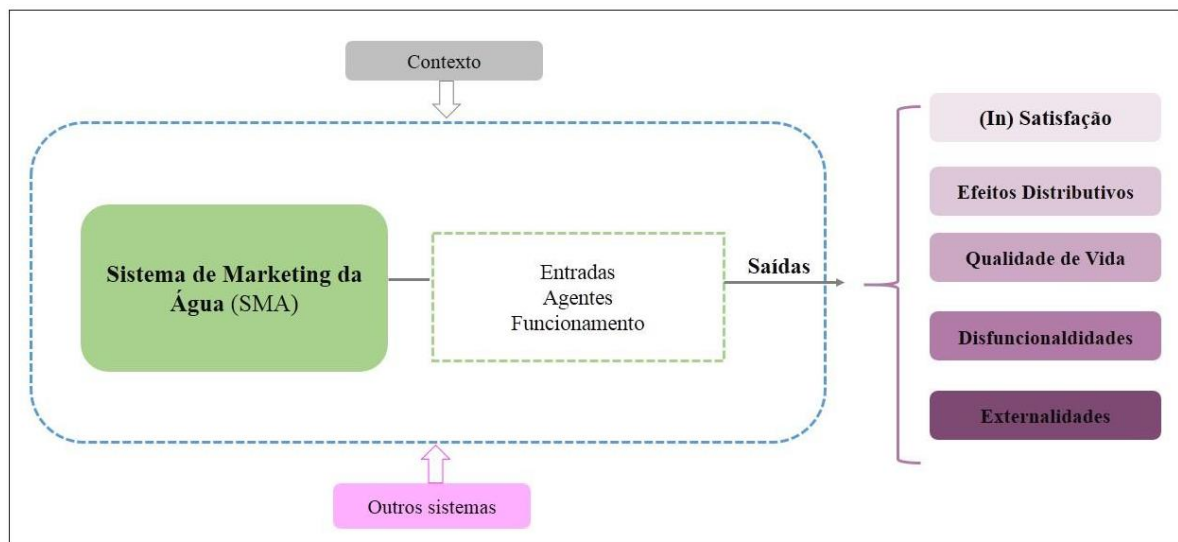 Contexto
Sistema de Marketing da
Água (SMA)
Entradas
Agentes
Funcionamento
Saídas
(In) Satisfação
Efeitos Distributivos
Qualidade de Vida
Disfuncionaldidades
Externalidades
Outros sistemas